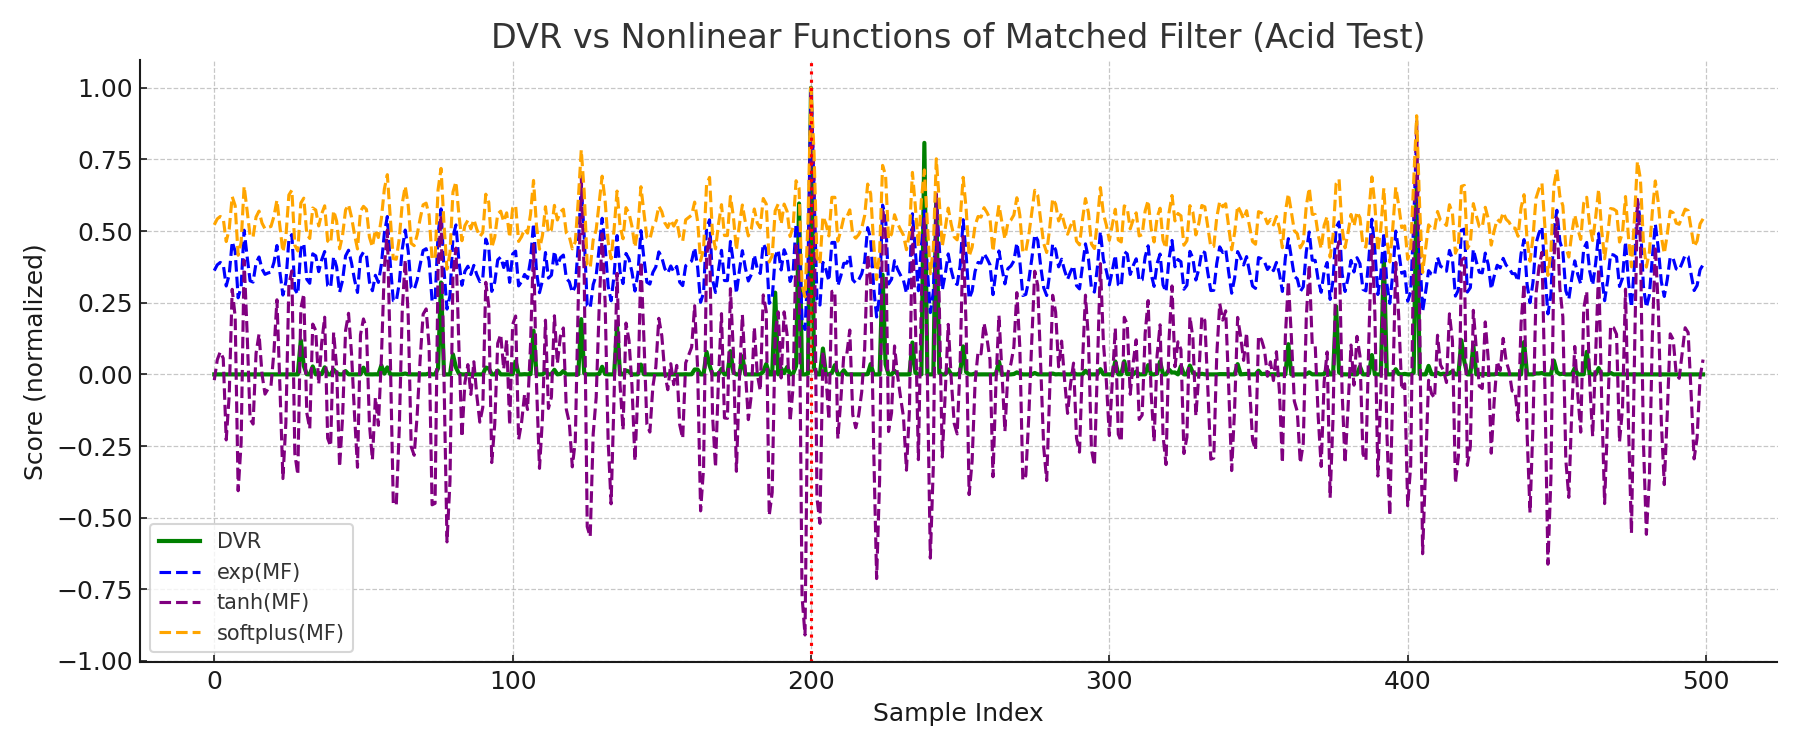 DVR vs Nonlinear Functions of Matched Filter (Acid Test)
1.00
0.75
0.50
0.25
0.00
−0.25
−0.50
−0.75
−1.00
Score (normalized)
DVR
exp(MF)
tanh(MF)
softplus(MF)
0 100 200 300 400 500
Sample Index